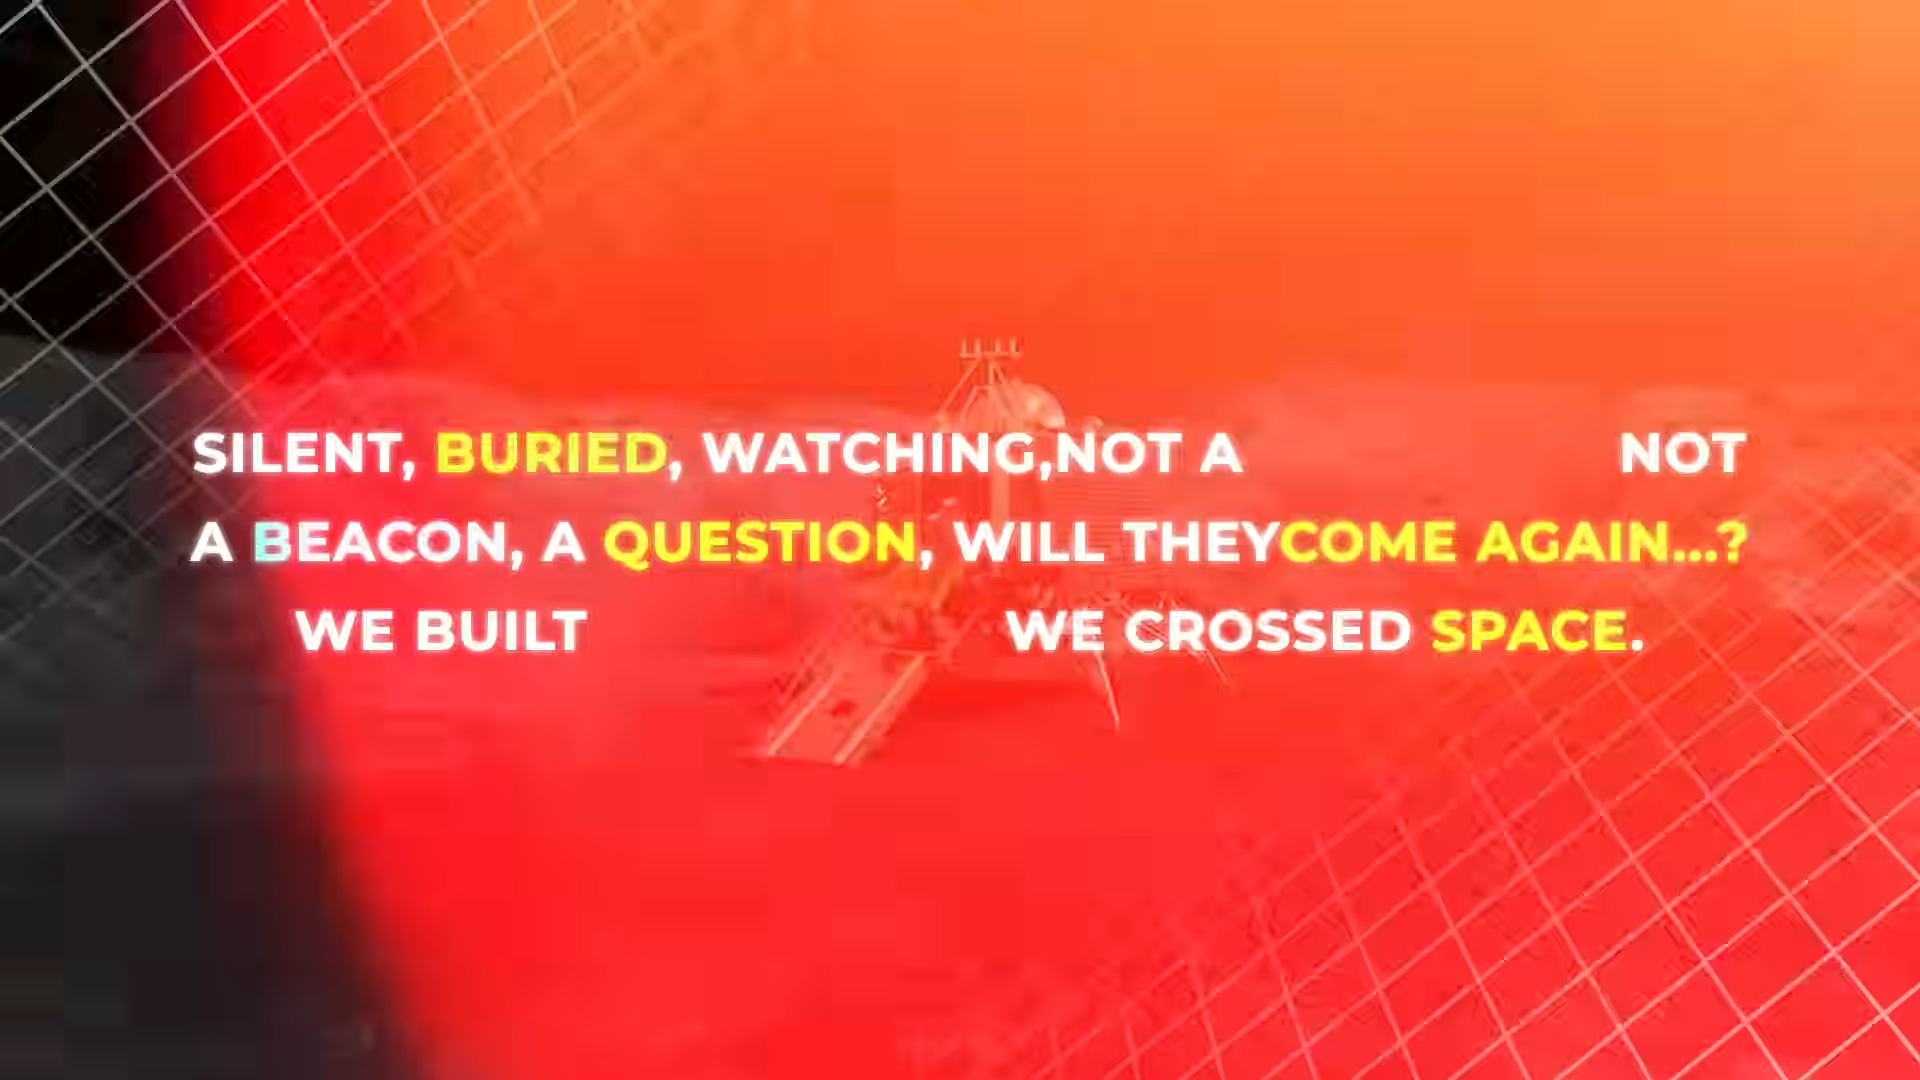 SILENT, BURIED, WATCHING,NOT A NOT
A BEACON, A QUESTION, WILL THEYCOME AGAIN...?
WE BUILT WE CROSSED SPACE.